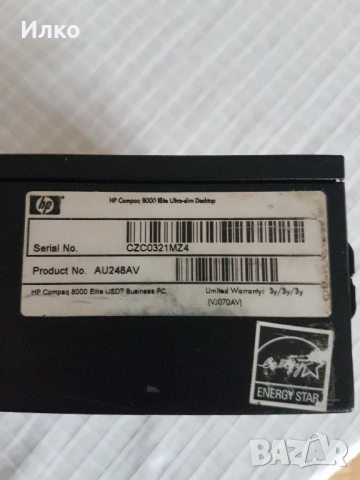 Илко
hp
HP Compaq 8000 Elite Ultra-slim Desktop
Serial No. CZC0321MZ4
Product No. AU248AV
HP Compaq 8000 Elite USDT Business PC Limited Warranty: 3y/3y/3y
(VJ070AV)
energy
ENERGY STAR
BAZAR